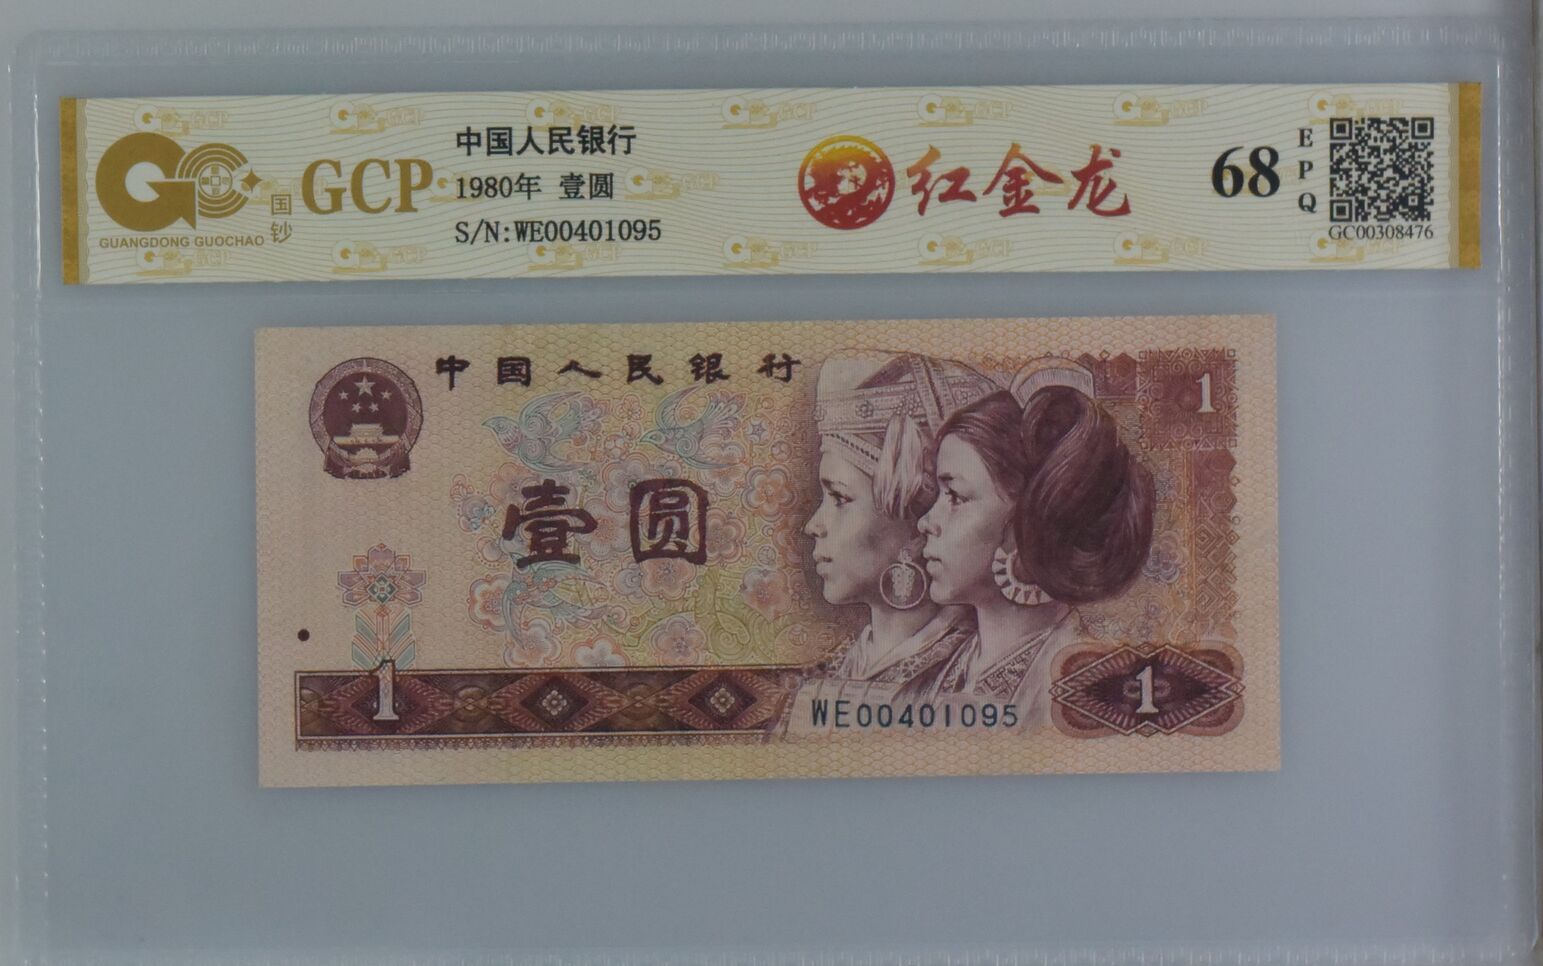 GCP
GUANGDONG GUOCHAO
国钞
中国人民银行
1980年 壹圆
S/N:WE00401095
红金龙
68
EPQ
GC00308476
中国人民银行
1
壹圆
1
WE00401095
1